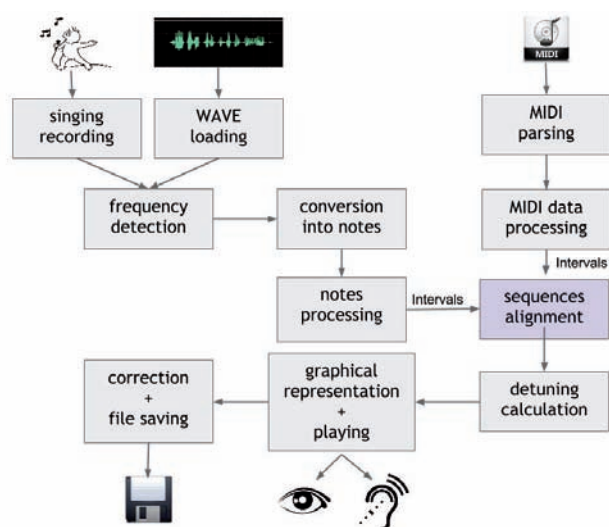 MIDI
singing
recording
WAVE
loading
MIDI
parsing
frequency
detection
conversion
into notes
MIDI data
processing
Intervals
notes
processing
Intervals
sequences
alignment
correction
+
file saving
graphical
representation
+
playing
detuning
calculation